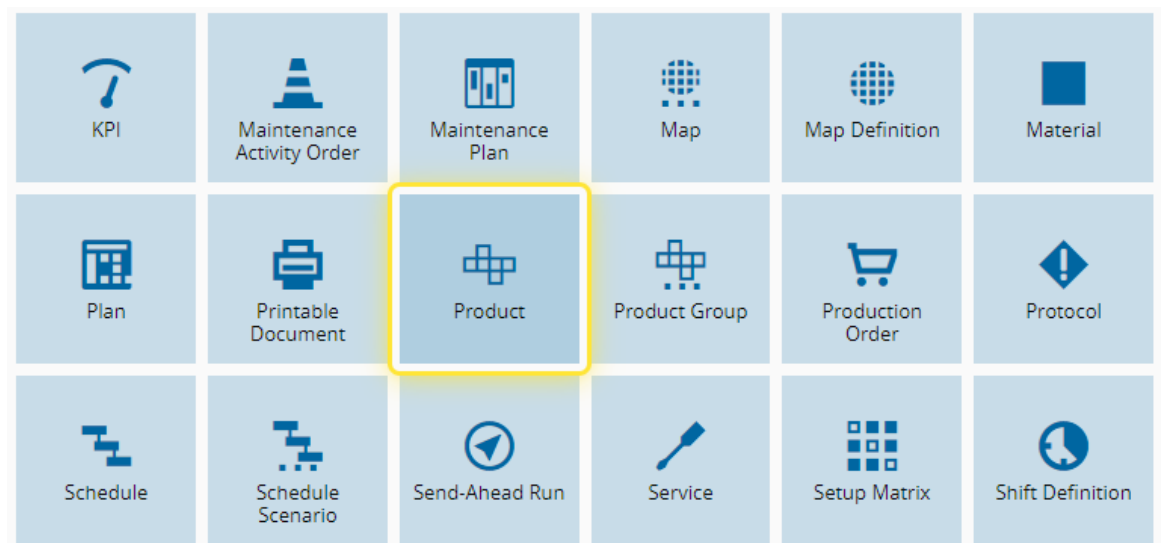 KPI
Maintenance
Activity Order
Maintenance
Plan
Map
Map Definition
Material
Plan
Printable
Document
Product
Product Group
Production
Order
Protocol
Schedule
Schedule
Scenario
Send-Ahead Run
Service
Setup Matrix
Shift Definition